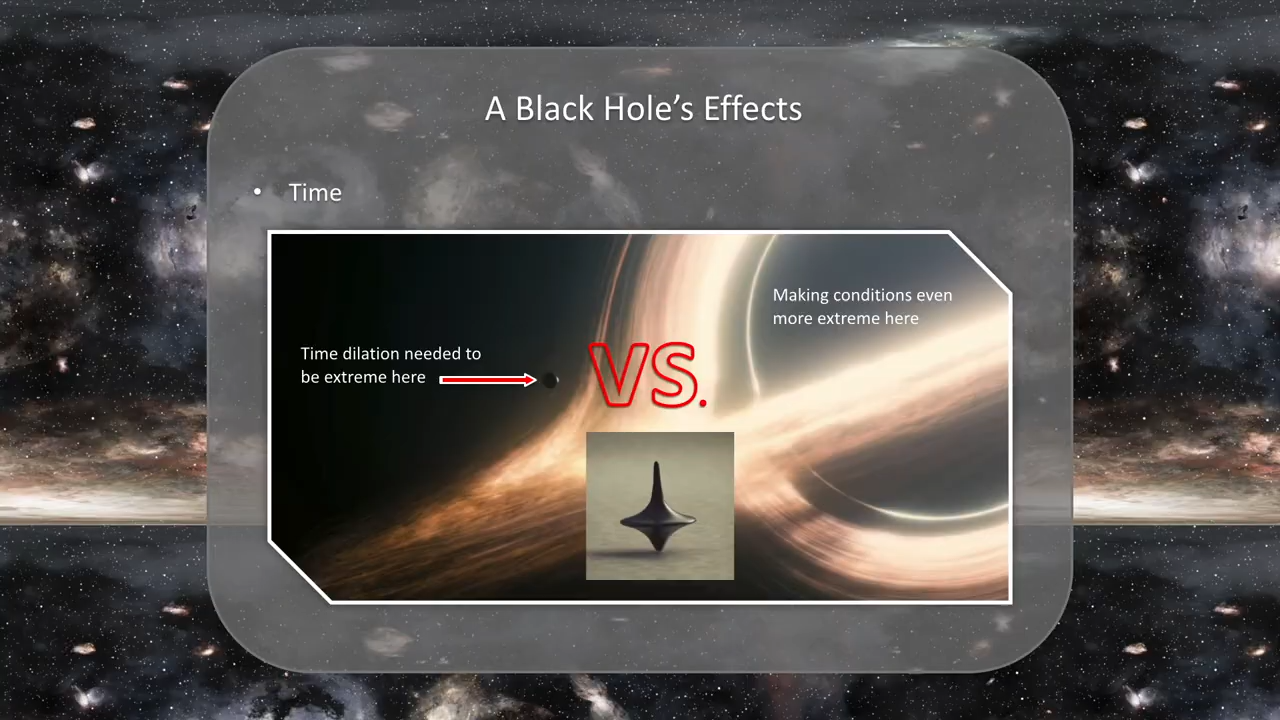 A Black Hole’s Effects
• Time
Making conditions even
more extreme here
Time dilation needed to
be extreme here
VS.